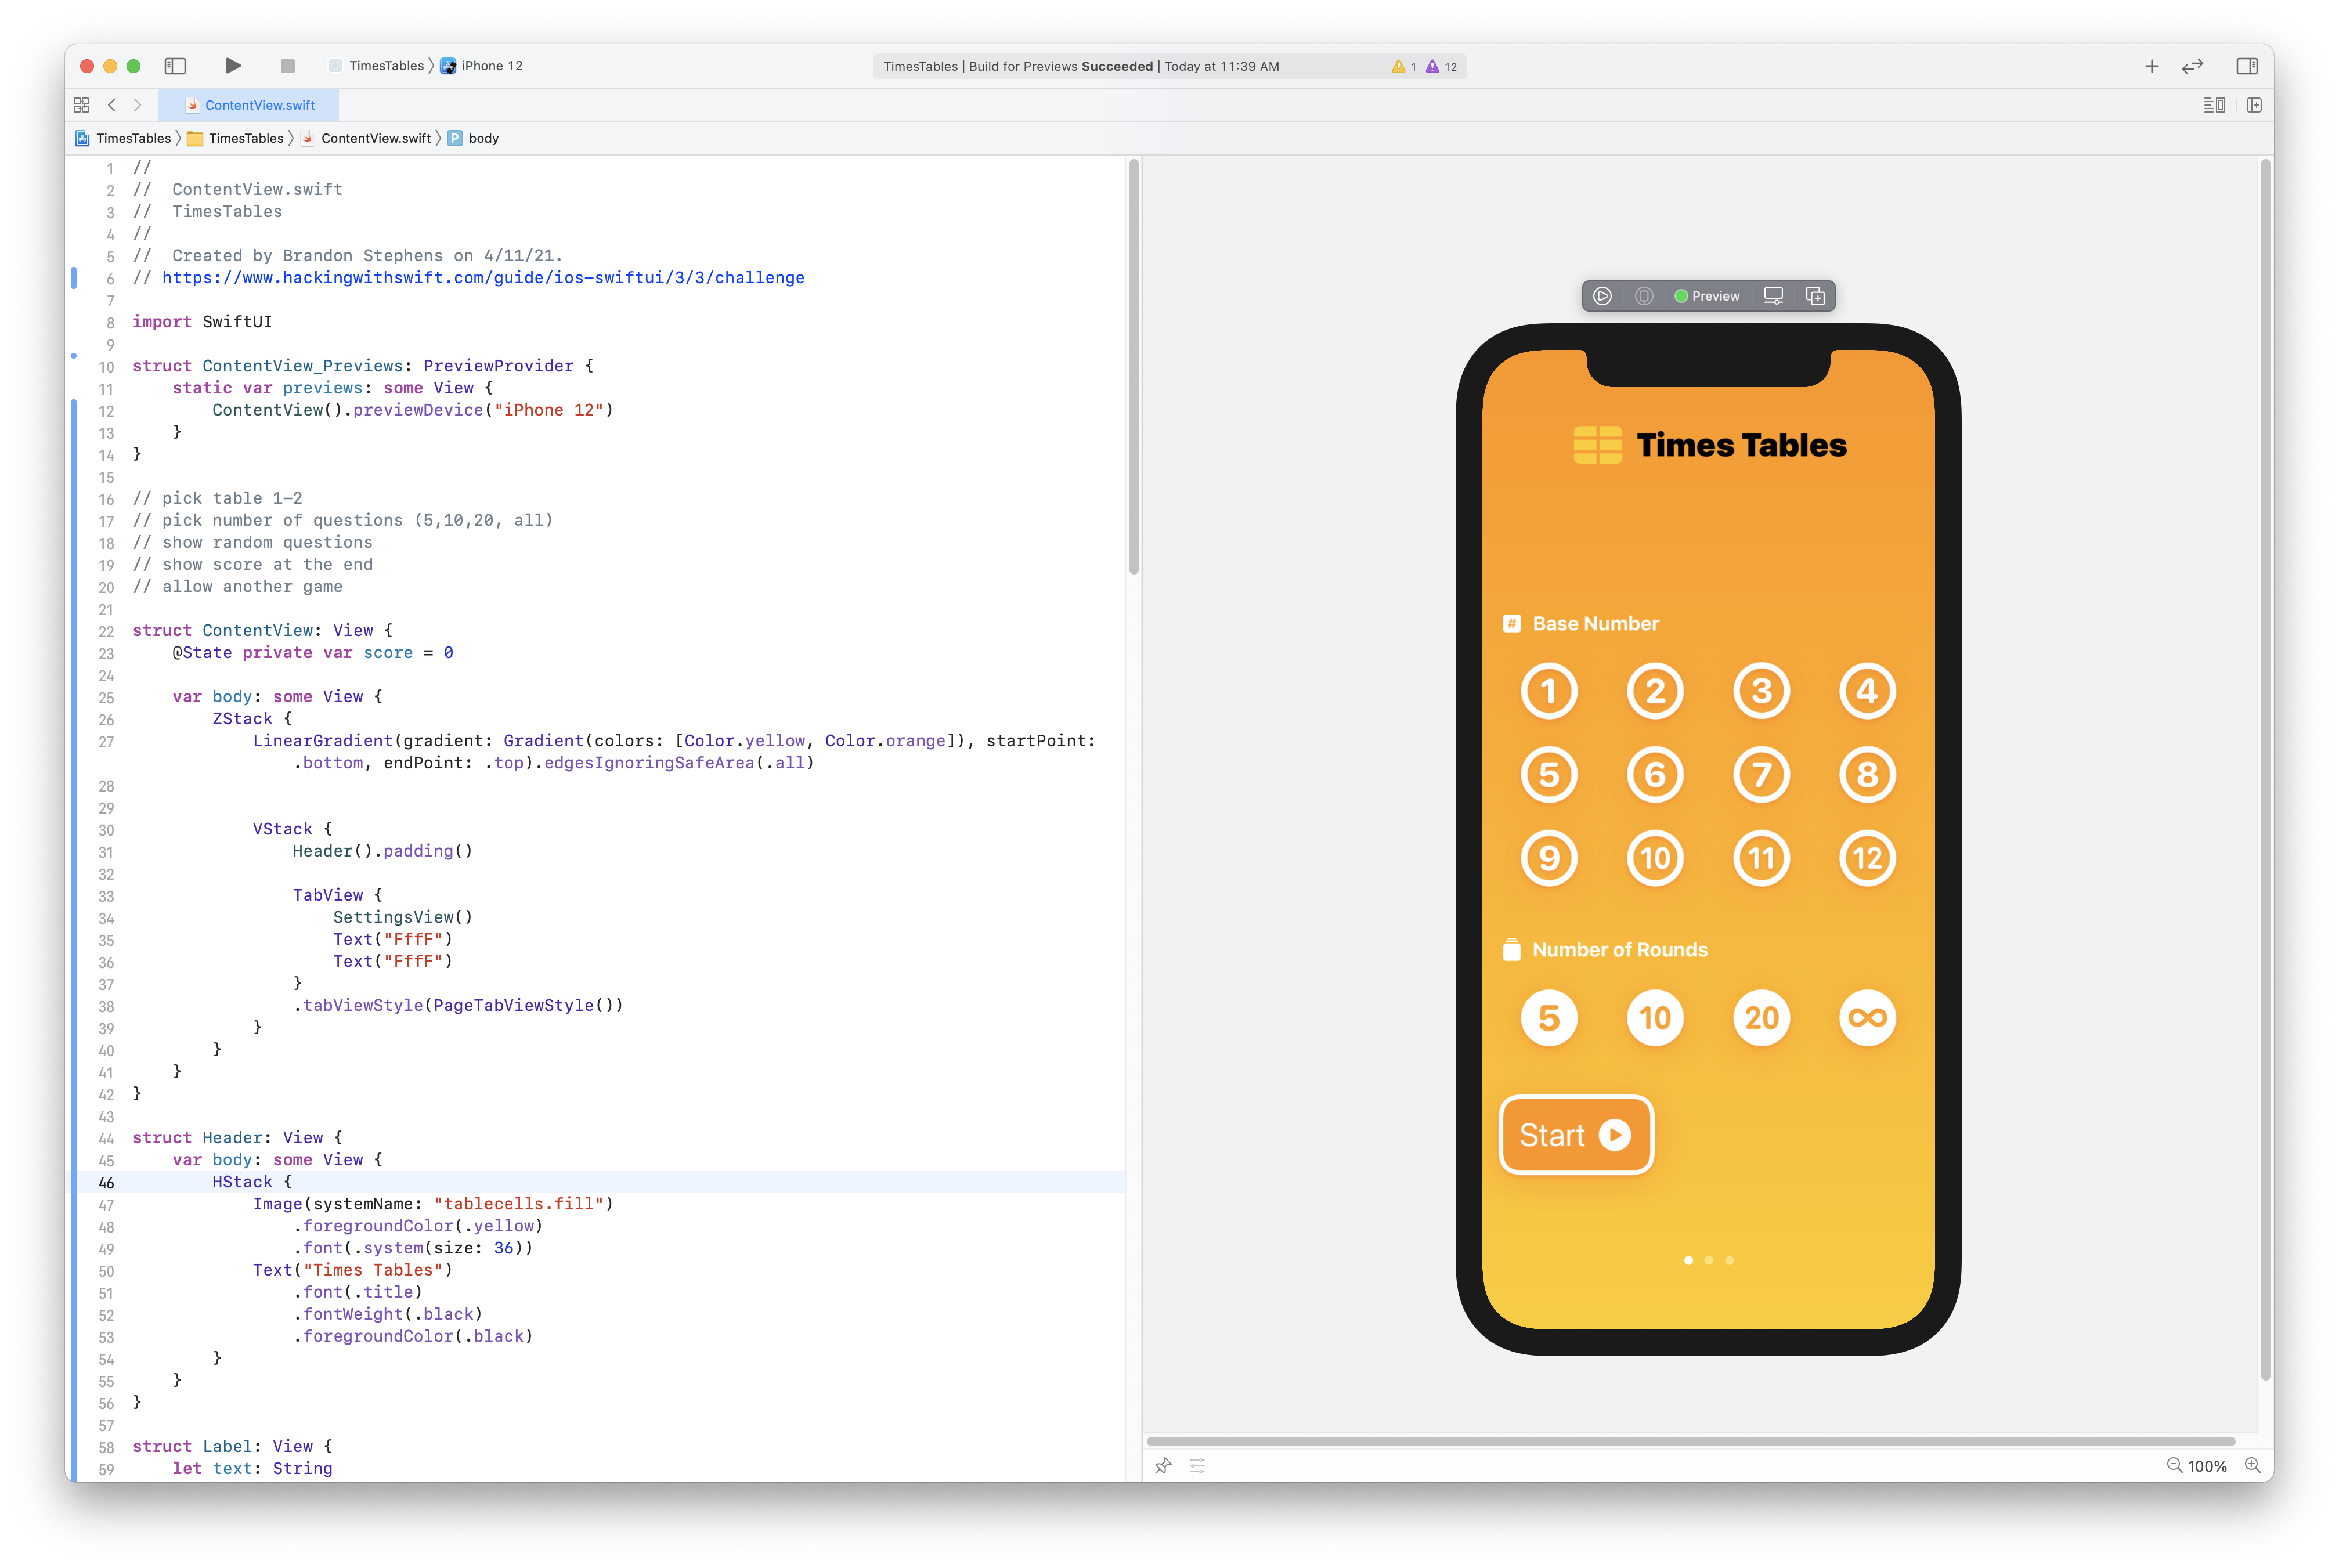 TimesTables 〉 iPhone 12
TimesTables | Build for Previews Succeeded | Today at 11:39 AM
1
12
ContentView.swift
TimesTables 〉 TimesTables 〉 ContentView.swift 〉 P body
1 //
2 //  ContentView.swift
3 //  TimesTables
4 //
5 //  Created by Brandon Stephens on 4/11/21.
6 // https://www.hackingwithswift.com/guide/ios-swiftui/3/3/challenge
7
8 import SwiftUI
9
10 struct ContentView_Previews: PreviewProvider {
11     static var previews: some View {
12         ContentView().previewDevice("iPhone 12")
13     }
14 }
15
16 // pick table 1-2
17 // pick number of questions (5,10,20, all)
18 // show random questions
19 // show score at the end
20 // allow another game
21
22 struct ContentView: View {
23     @State private var score = 0
24
25     var body: some View {
26         ZStack {
27             LinearGradient(gradient: Gradient(colors: [Color.yellow, Color.orange]), startPoint:
                .bottom, endPoint: .top).edgesIgnoringSafeArea(.all)
28
29
30             VStack {
31                 Header().padding()
32
33                 TabView {
34                     SettingsView()
35                     Text("FffF")
36                     Text("FffF")
37                 }
38                 .tabViewStyle(PageTabViewStyle())
39             }
40         }
41     }
42 }
43
44 struct Header: View {
45     var body: some View {
46         HStack {
47             Image(systemName: "tablecells.fill")
48                 .foregroundColor(.yellow)
49                 .font(.system(size: 36))
50             Text("Times Tables")
51                 .font(.title)
52                 .fontWeight(.black)
53                 .foregroundColor(.black)
54         }
55     }
56 }
57
58 struct Label: View {
59     let text: String
Preview
Times Tables
# Base Number
1 2 3 4
5 6 7 8
9 10 11 12
Number of Rounds
5 10 20 ∞
Start
100%